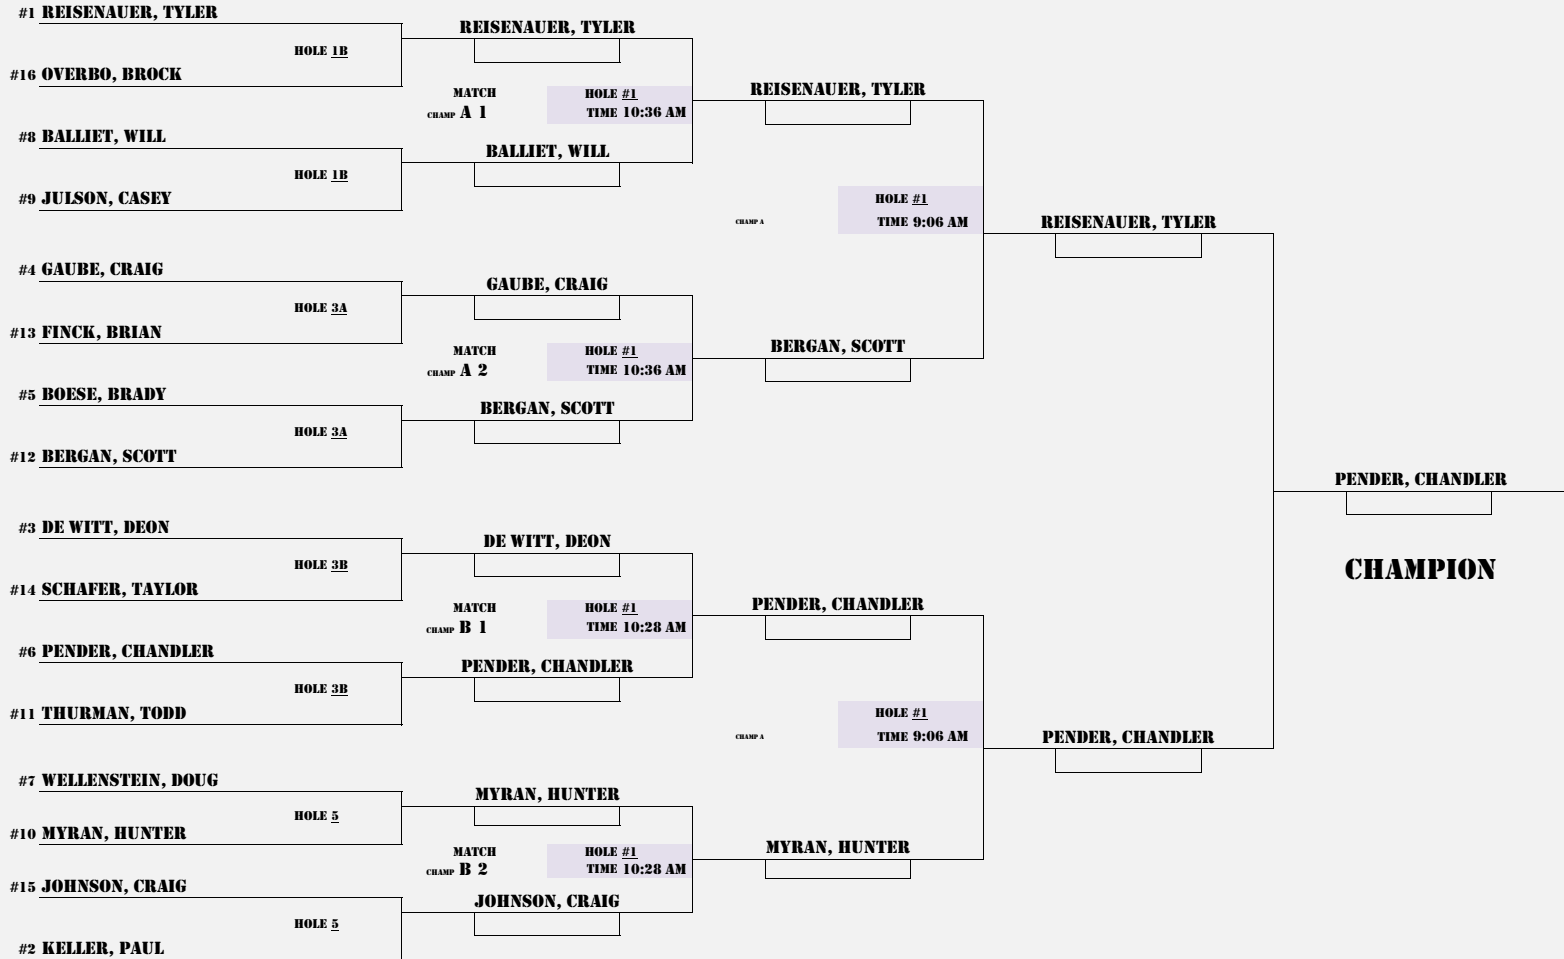 #1 REISENAUER, TYLER
HOLE 1B
#16 OVERBO, BROCK
REISENAUER, TYLER
MATCH
CHAMP A 1
HOLE #1
TIME 10:36 AM
#8 BALLIET, WILL
HOLE 1B
#9 JULSON, CASEY
BALLIET, WILL
REISENAUER, TYLER
CHAMP A
HOLE #1
TIME 9:06 AM
#4 GAUBE, CRAIG
HOLE 3A
#13 FINCK, BRIAN
GAUBE, CRAIG
MATCH
CHAMP A 2
HOLE #1
TIME 10:36 AM
#5 BOESE, BRADY
HOLE 3A
#12 BERGAN, SCOTT
BERGAN, SCOTT
BERGAN, SCOTT
REISENAUER, TYLER
PENDER, CHANDLER
CHAMPION
#3 DE WITT, DEON
HOLE 3B
#14 SCHAFER, TAYLOR
DE WITT, DEON
MATCH
CHAMP B 1
HOLE #1
TIME 10:28 AM
#6 PENDER, CHANDLER
HOLE 3B
#11 THURMAN, TODD
PENDER, CHANDLER
PENDER, CHANDLER
CHAMP A
HOLE #1
TIME 9:06 AM
PENDER, CHANDLER
#7 WELLENSTEIN, DOUG
HOLE 5
#10 MYRAN, HUNTER
MYRAN, HUNTER
MATCH
CHAMP B 2
HOLE #1
TIME 10:28 AM
MYRAN, HUNTER
#15 JOHNSON, CRAIG
HOLE 5
#2 KELLER, PAUL
JOHNSON, CRAIG